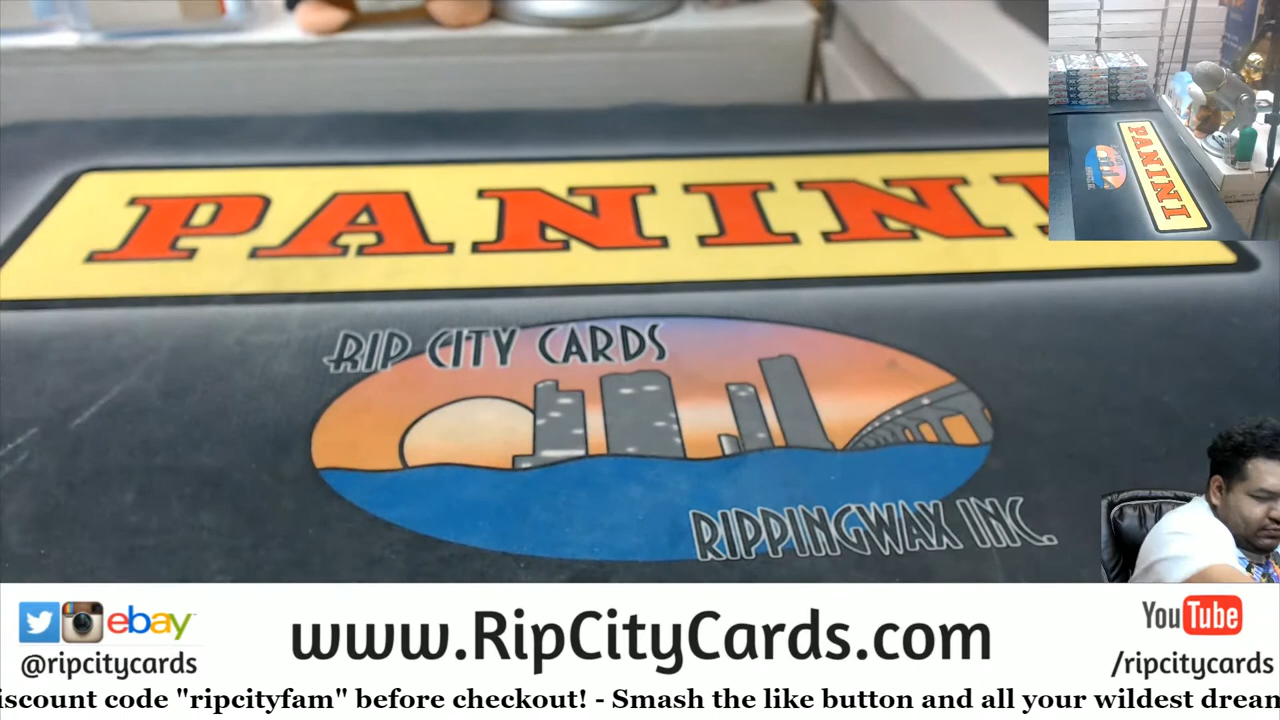 PANINI
PANINI
RIP CITY CARDS
RIPPINGWAX INC.
ebay
www.RipCityCards.com
YouTube
@ripcitycards
/ripcitycards
iscount code "ripcityfam" before checkout! - Smash the like button and all your wildest dream